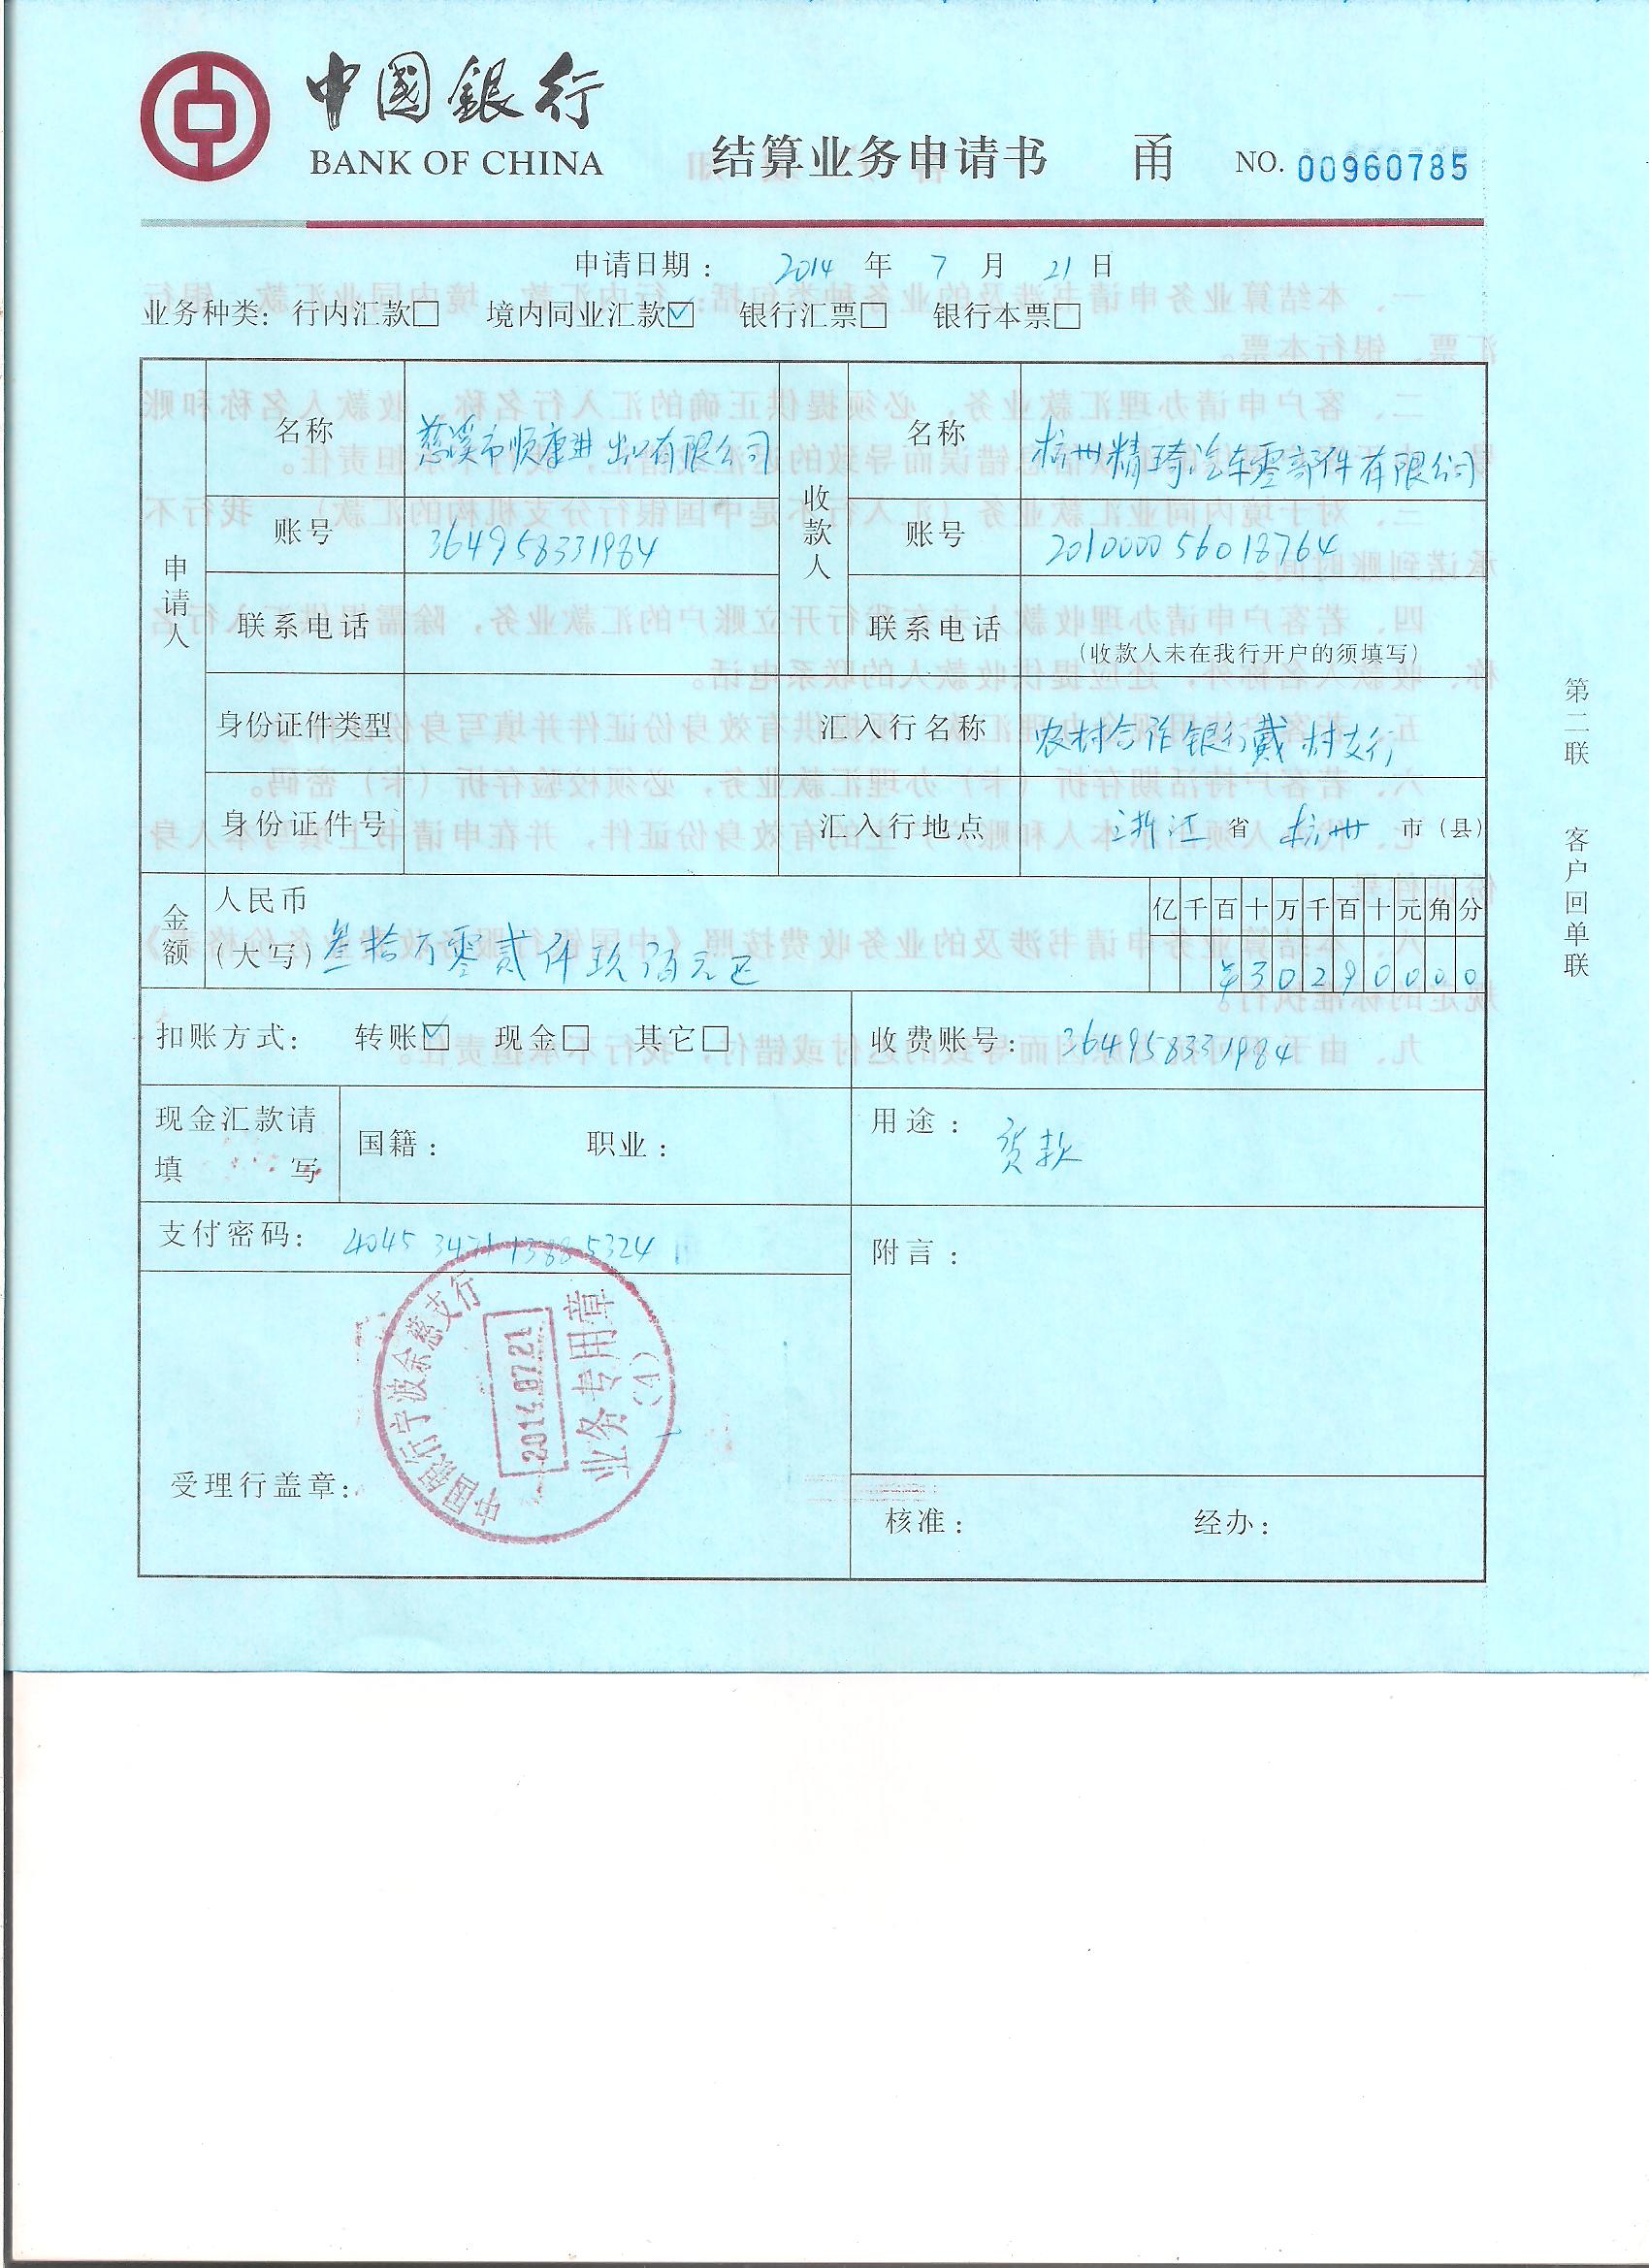 中國銀行
BANK OF CHINA
结算业务申请书 甬 NO. 00960785
申请日期： 2014 年 7 月 21 日
业务种类： 行内汇款□ 境内同业汇款☑ 银行汇票□ 银行本票□
申请人
名称 慈溪市顺康进出口有限公司
账号 364958331984
联系电话
身份证件类型
身份证件号
收款人
名称 杭州精琦汽车零部件有限公司
账号 201000056018764
联系电话
（收款人未在我行开户的须填写）
汇入行名称 农村合作银行戴村支行
汇入行地点 浙江 省 杭州 市（县）
金额
人民币
（大写） 叁拾万零贰仟玖佰元正
亿 千 百 十 万 千 百 十 元 角 分
¥ 3 0 2 9 0 0 0 0
扣账方式： 转账☑ 现金□ 其它□
收费账号： 364958331984
现金汇款请
填 写
国籍： 职业：
用途： 货款
支付密码： 4045 3471 1388 5324
附言：
受理行盖章：
中国银行宁波余慈支行
2014.07.21
业务专用章
(4)
核准： 经办：
第二联 客户回单联